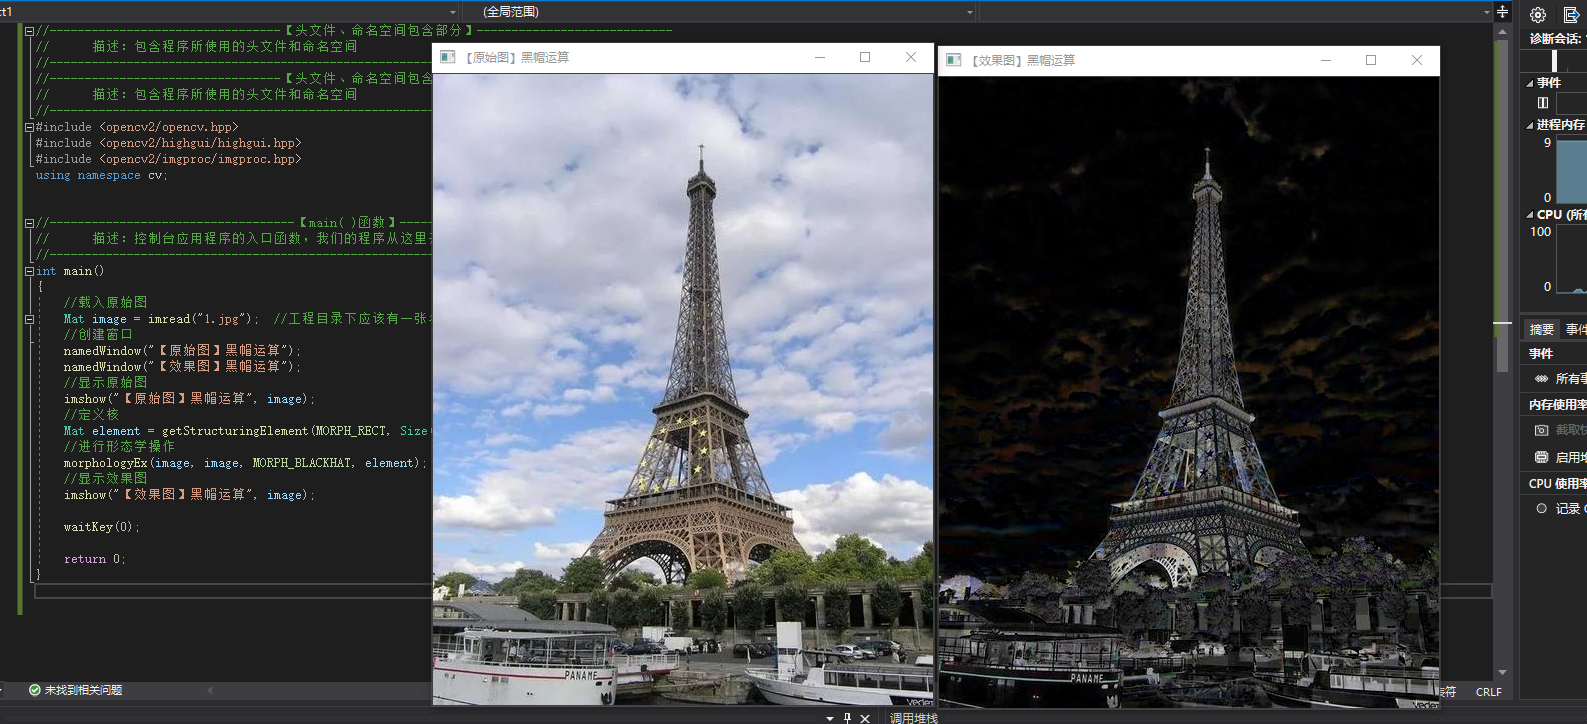 ct1
(全局范围)
//---------------------------------【头文件、命名空间包含部分】----------------------------
//      描述：包含程序所使用的头文件和命名空间
//------------------------------------------------------
//---------------------------------【头文件、命名空间包含
//      描述：包含程序所使用的头文件和命名空间
//------------------------------------------------------
#include <opencv2/opencv.hpp>
#include <opencv2/highgui/highgui.hpp>
#include <opencv2/imgproc/imgproc.hpp>
using namespace cv;
//-----------------------------------【main( )函数】-----
//      描述：控制台应用程序的入口函数，我们的程序从这里
//------------------------------------------------------
int main()
{
//载入原始图
Mat image = imread("1.jpg");  //工程目录下应该有一张
//创建窗口
namedWindow("【原始图】黑帽运算");
namedWindow("【效果图】黑帽运算");
//显示原始图
imshow("【原始图】黑帽运算", image);
//定义核
Mat element = getStructuringElement(MORPH_RECT, Size(
//进行形态学操作
morphologyEx(image, image, MORPH_BLACKHAT, element);
//显示效果图
imshow("【效果图】黑帽运算", image);
waitKey(0);
return 0;
}
未找到相关问题
【原始图】黑帽运算
PANAME
Vedet
【效果图】黑帽运算
PANAME
Vedet
诊断会话:
事件
进程内存
9
0
CPU (所有
100
0
摘要
事件
事件
所有事
内存使用率
截取快
启用堆
CPU 使用率
记录 C
CRLF
调用堆栈